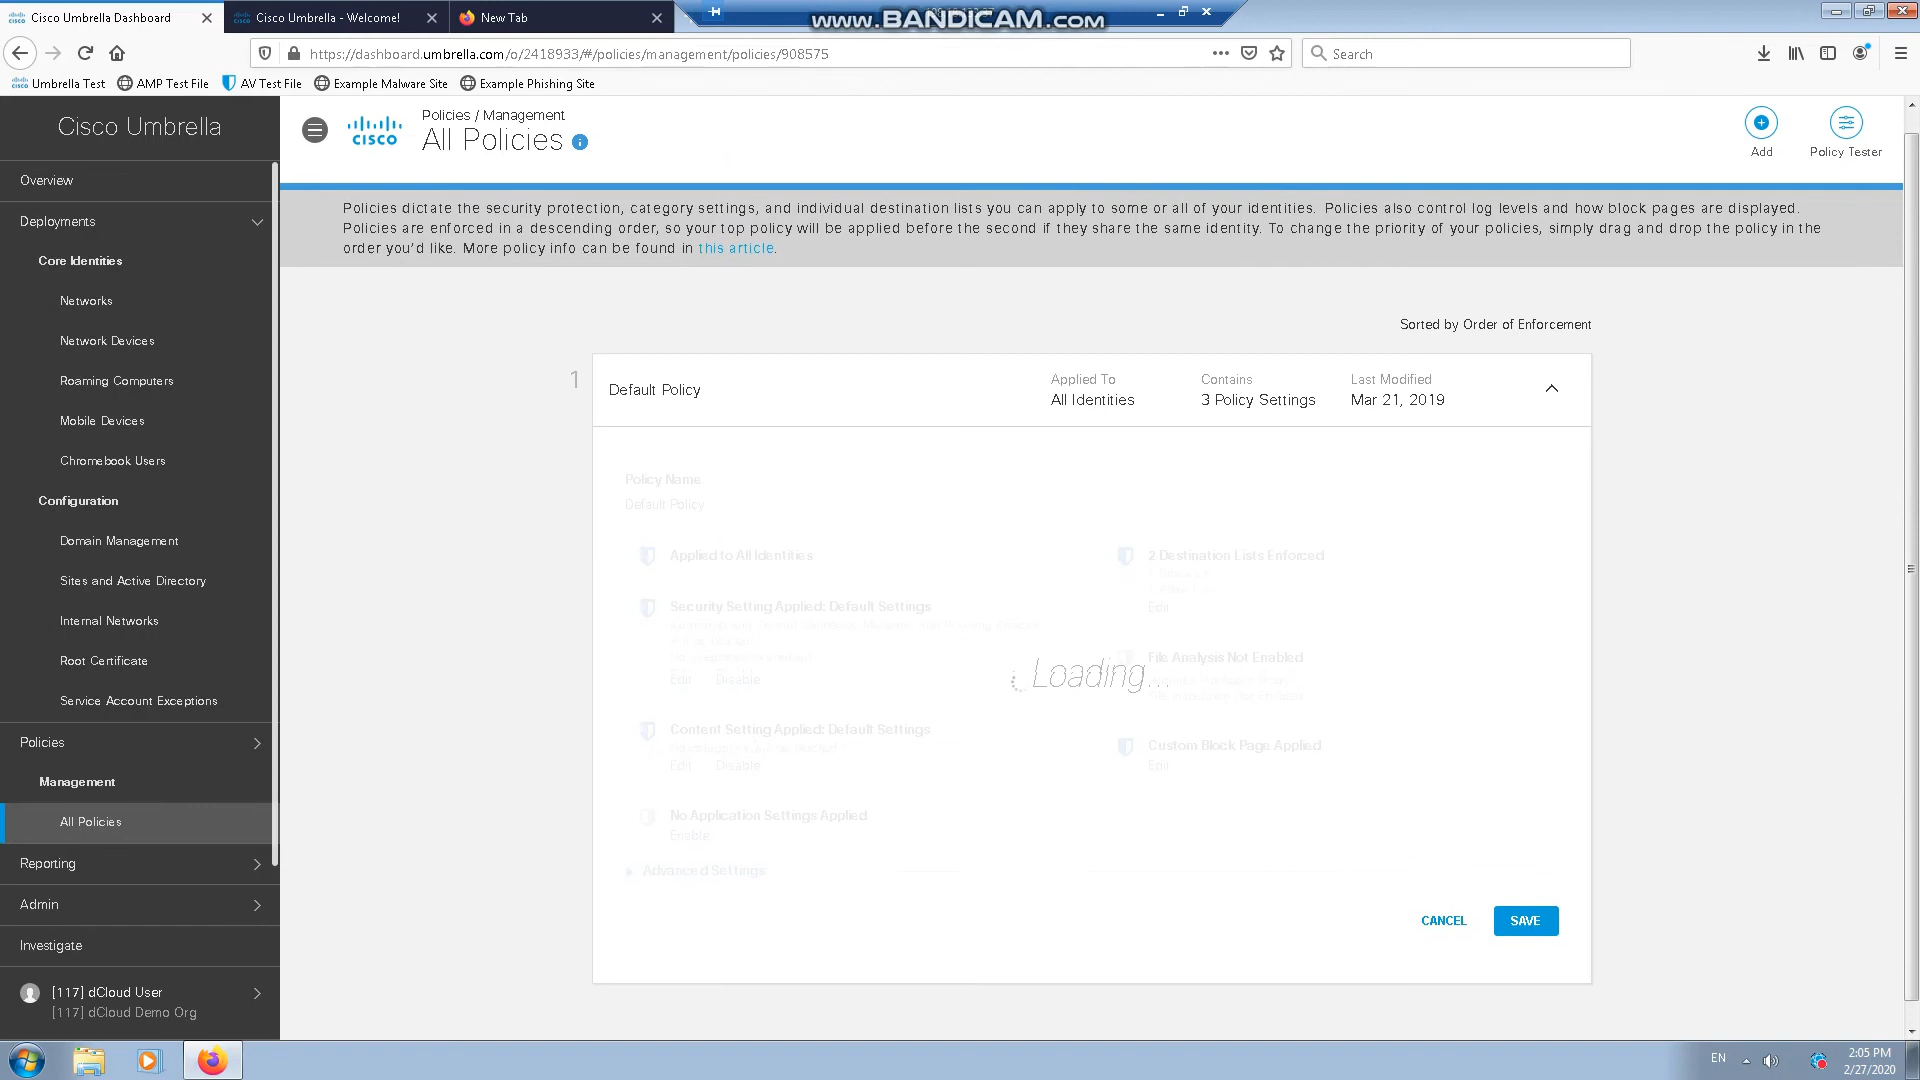 Cisco Umbrella Dashboard
Cisco Umbrella - Welcome!
New Tab
www.BANDICAM.com
https://dashboard.umbrella.com/o/2418933/#/policies/management/policies/908575
Search
Umbrella Test
AMP Test File
AV Test File
Example Malware Site
Example Phishing Site
Cisco Umbrella
Overview
Deployments
Core Identities
Networks
Network Devices
Roaming Computers
Mobile Devices
Chromebook Users
Configuration
Domain Management
Sites and Active Directory
Internal Networks
Root Certificate
Service Account Exceptions
Policies
Management
All Policies
Reporting
Admin
Investigate
[117] dCloud User
[117] dCloud Demo Org
cisco
Policies / Management
All Policies
Add
Policy Tester
Policies dictate the security protection, category settings, and individual destination lists you can apply to some or all of your identities. Policies also control log levels and how block pages are displayed.
Policies are enforced in a descending order, so your top policy will be applied before the second if they share the same identity. To change the priority of your policies, simply drag and drop the policy in the
order you'd like. More policy info can be found in this article.
Sorted by Order of Enforcement
1
Default Policy
Applied To
All Identities
Contains
3 Policy Settings
Last Modified
Mar 21, 2019
Policy Name
Default Policy
Applied to All Identities
Security Setting Applied: Default Settings
Edit Disable
Content Setting Applied: Default Settings
Edit Disable
No Application Settings Applied
Enable
Advanced Settings
2 Destination Lists Enforced
Edit
File Analysis Not Enabled
Custom Block Page Applied
Edit
Loading...
CANCEL
SAVE
EN
2:05 PM
2/27/2020